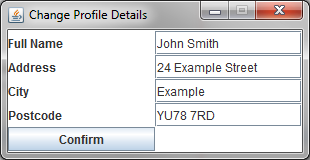 Change Profile Details
Full Name John Smith
Address 24 Example Street
City Example
Postcode YU78 7RD
Confirm